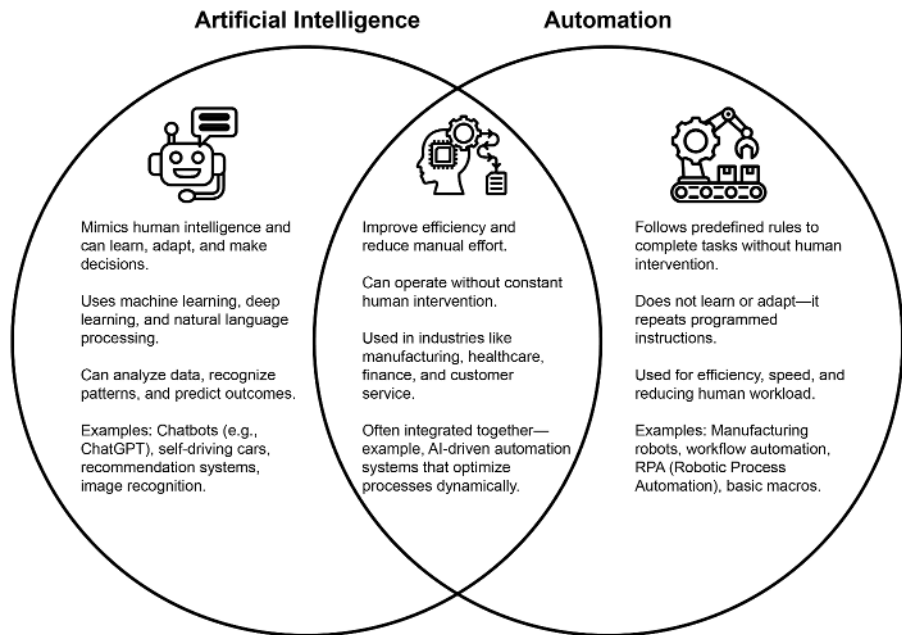 Artificial Intelligence
Automation
Mimics human intelligence and
can learn, adapt, and make
decisions.
Uses machine learning, deep
learning, and natural language
processing.
Can analyze data, recognize
patterns, and predict outcomes.
Examples: Chatbots (e.g.,
ChatGPT), self-driving cars,
recommendation systems,
image recognition.
Improve efficiency and
reduce manual effort.
Can operate without constant
human intervention.
Used in industries like
manufacturing, healthcare,
finance, and customer
service.
Often integrated together—
example, AI-driven automation
systems that optimize
processes dynamically.
Follows predefined rules to
complete tasks without human
intervention.
Does not learn or adapt—it
repeats programmed
instructions.
Used for efficiency, speed, and
reducing human workload.
Examples: Manufacturing
robots, workflow automation,
RPA (Robotic Process
Automation), basic macros.